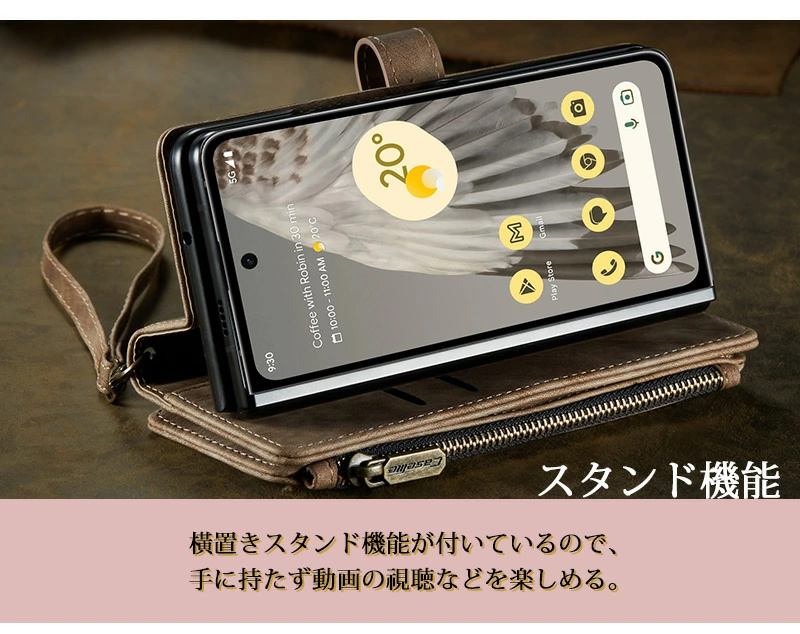 5G
20°
Coffee with Robin in 30 min
10:00 - 11:00 AM 20°C
9:30
Gmail
Play Store
G
Caseme
スタンド機能
横置きスタンド機能が付いているので、
手に持たず動画の視聴などを楽しめる。